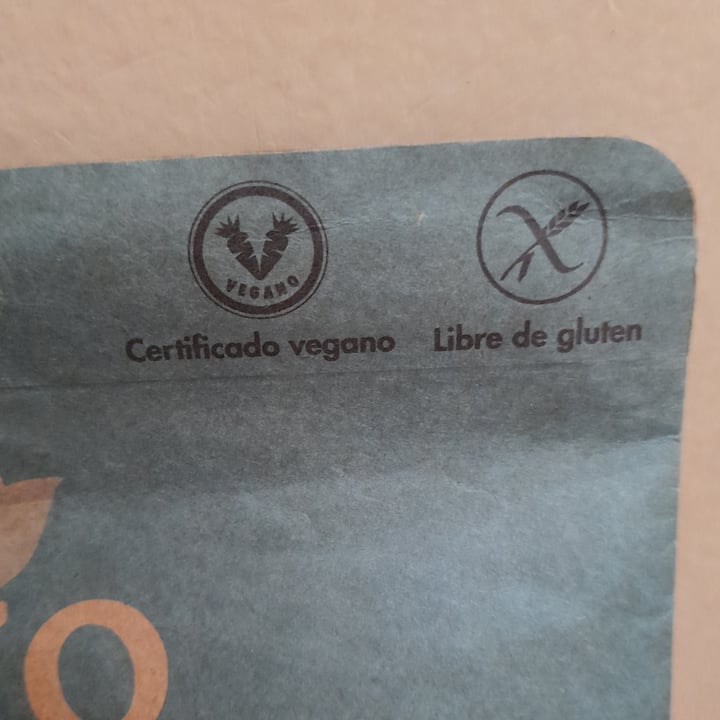 VEGANO
Certificado vegano
Libre de gluten